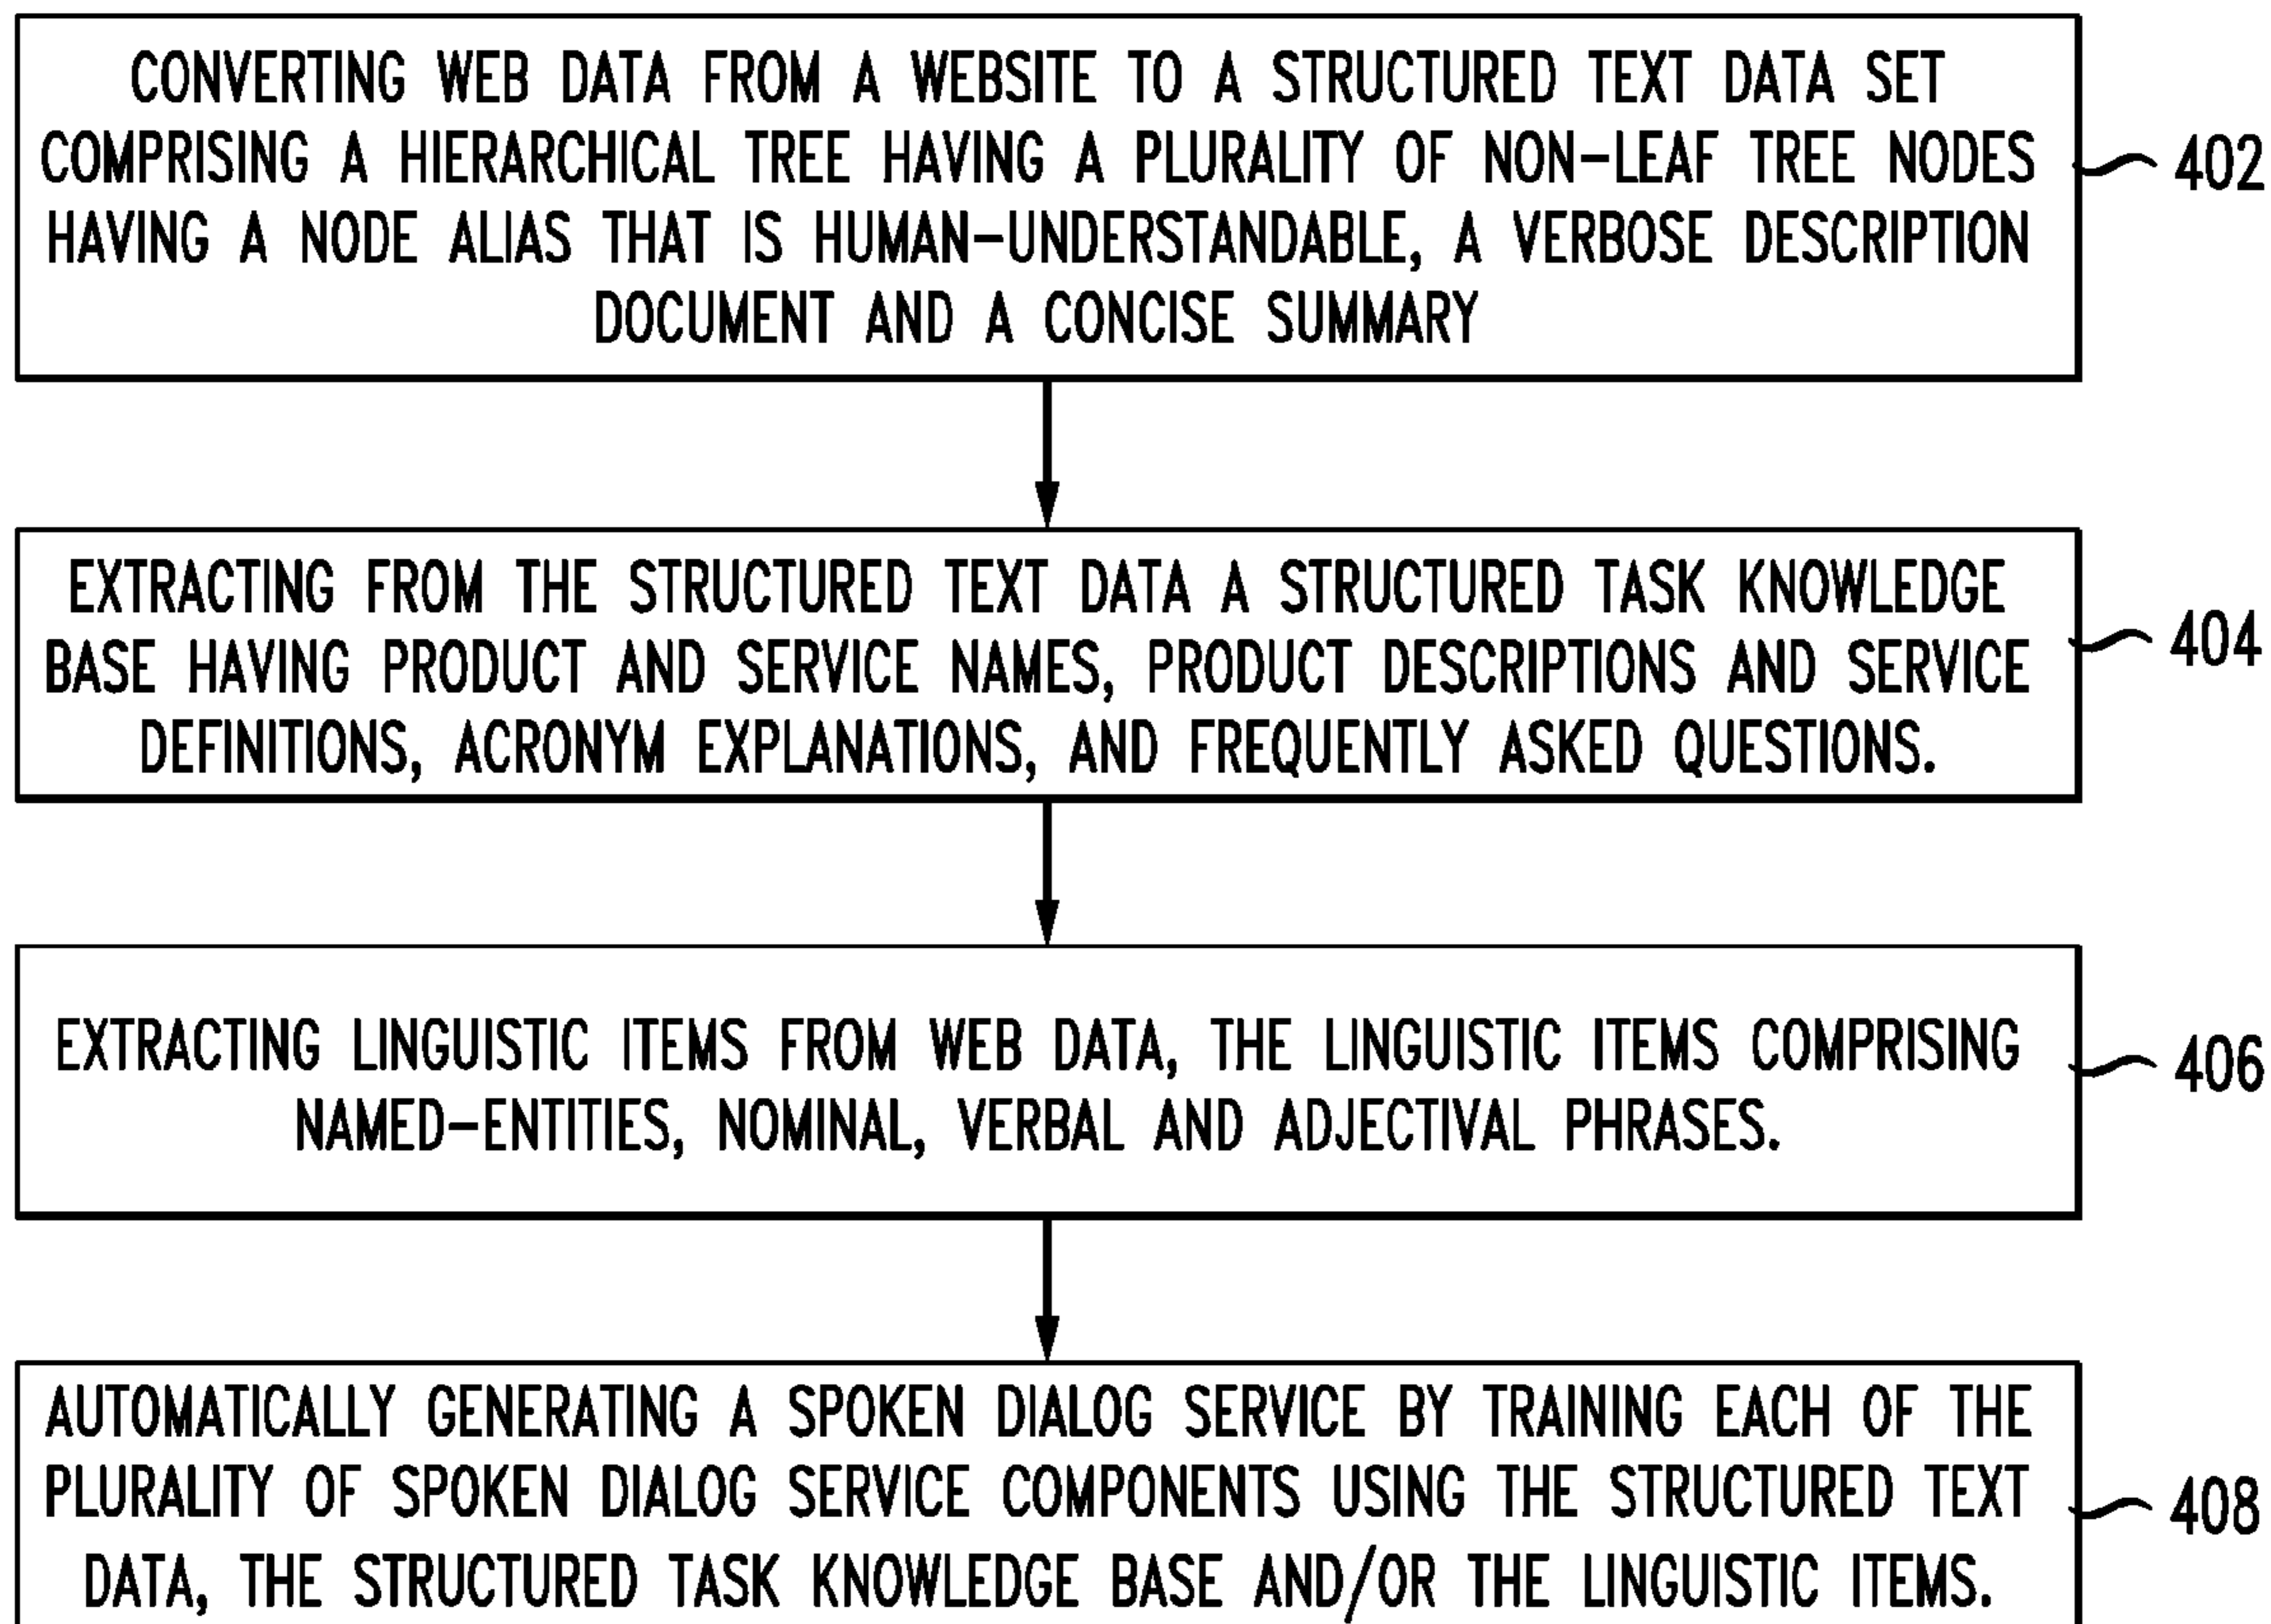 CONVERTING WEB DATA FROM A WEBSITE TO A STRUCTURED TEXT DATA SET
COMPRISING A HIERARCHICAL TREE HAVING A PLURALITY OF NON-LEAF TREE NODES
HAVING A NODE ALIAS THAT IS HUMAN-UNDERSTANDABLE, A VERBOSE DESCRIPTION
DOCUMENT AND A CONCISE SUMMARY
402
EXTRACTING FROM THE STRUCTURED TEXT DATA A STRUCTURED TASK KNOWLEDGE
BASE HAVING PRODUCT AND SERVICE NAMES, PRODUCT DESCRIPTIONS AND SERVICE
DEFINITIONS, ACRONYM EXPLANATIONS, AND FREQUENTLY ASKED QUESTIONS.
404
EXTRACTING LINGUISTIC ITEMS FROM WEB DATA, THE LINGUISTIC ITEMS COMPRISING
NAMED-ENTITIES, NOMINAL, VERBAL AND ADJECTIVAL PHRASES.
406
AUTOMATICALLY GENERATING A SPOKEN DIALOG SERVICE BY TRAINING EACH OF THE
PLURALITY OF SPOKEN DIALOG SERVICE COMPONENTS USING THE STRUCTURED TEXT
DATA, THE STRUCTURED TASK KNOWLEDGE BASE AND/OR THE LINGUISTIC ITEMS.
408